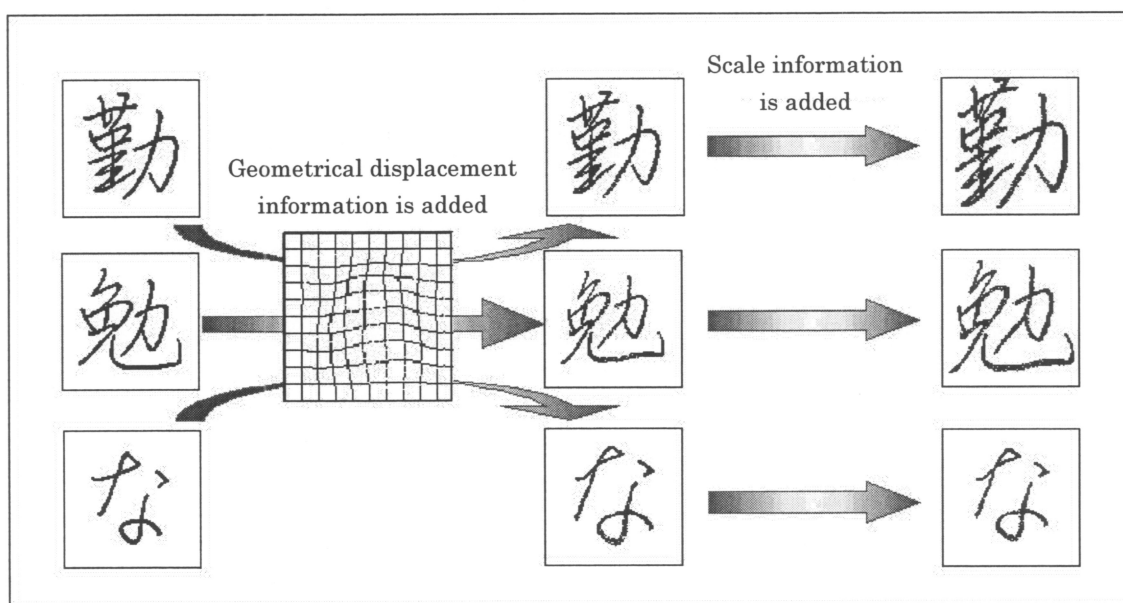 勤 勤 勤
Geometrical displacement
information is added
Scale information
is added
勉 勉 勉
な な な